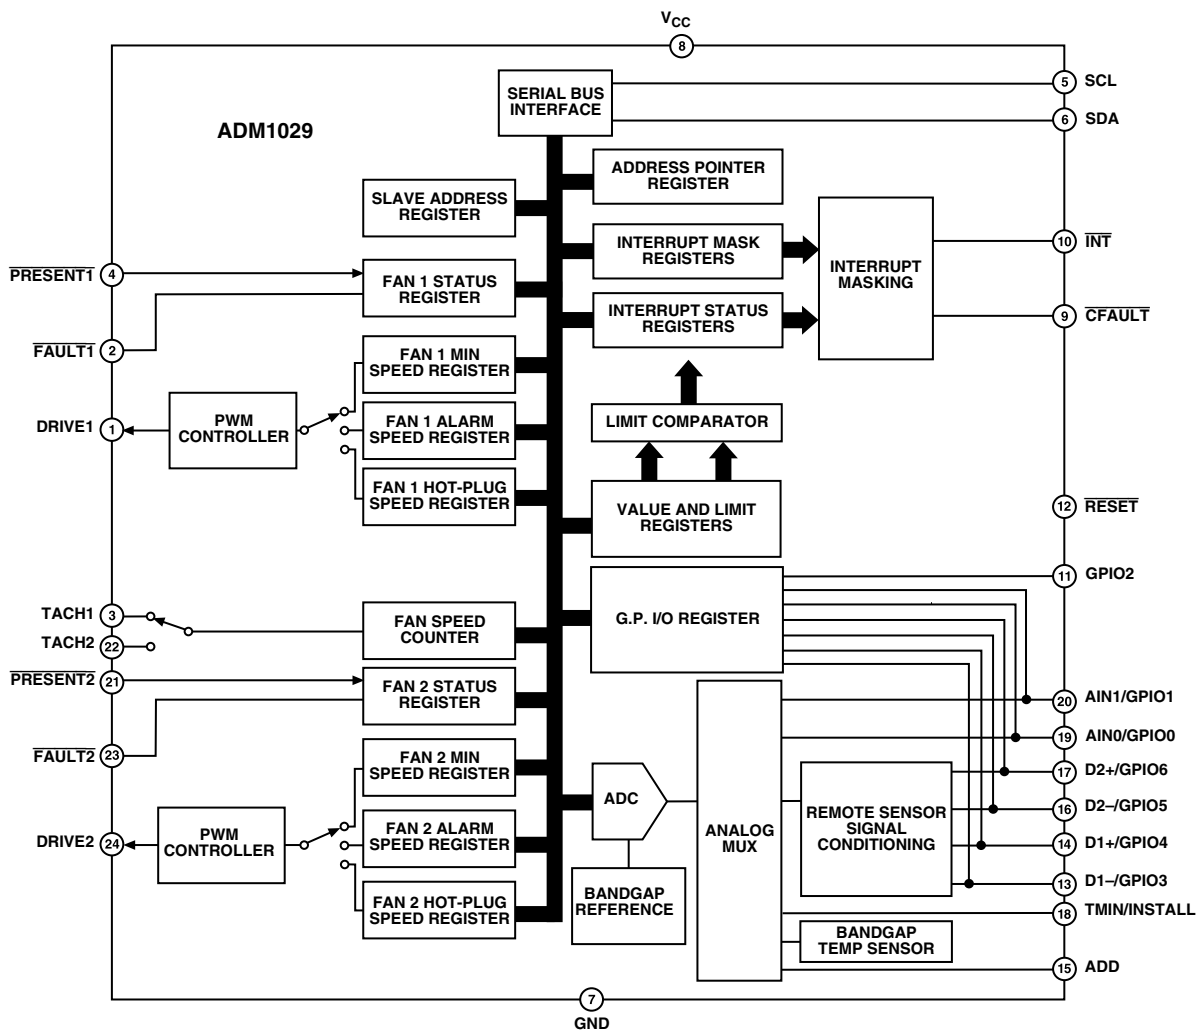 VCC
8
ADM1029
SERIAL BUS
INTERFACE
5
SCL
6
SDA
ADDRESS POINTER
REGISTER
SLAVE ADDRESS
REGISTER
INTERRUPT MASK
REGISTERS
INTERRUPT
MASKING
10
INT
PRESENT1
4
FAN 1 STATUS
REGISTER
INTERRUPT STATUS
REGISTERS
9
CFAULT
FAULT1
2
FAN 1 MIN
SPEED REGISTER
DRIVE1
1
PWM
CONTROLLER
FAN 1 ALARM
SPEED REGISTER
LIMIT COMPARATOR
FAN 1 HOT-PLUG
SPEED REGISTER
VALUE AND LIMIT
REGISTERS
12
RESET
11
GPIO2
TACH1
3
TACH2
22
FAN SPEED
COUNTER
G.P. I/O REGISTER
PRESENT2
21
FAN 2 STATUS
REGISTER
20
AIN1/GPIO1
19
AIN0/GPIO0
FAULT2
23
FAN 2 MIN
SPEED REGISTER
17
D2+/GPIO6
ADC
16
D2–/GPIO5
DRIVE2
24
PWM
CONTROLLER
FAN 2 ALARM
SPEED REGISTER
ANALOG
MUX
REMOTE SENSOR
SIGNAL
CONDITIONING
14
D1+/GPIO4
13
D1–/GPIO3
FAN 2 HOT-PLUG
SPEED REGISTER
BANDGAP
REFERENCE
18
TMIN/INSTALL
BANDGAP
TEMP SENSOR
15
ADD
7
GND